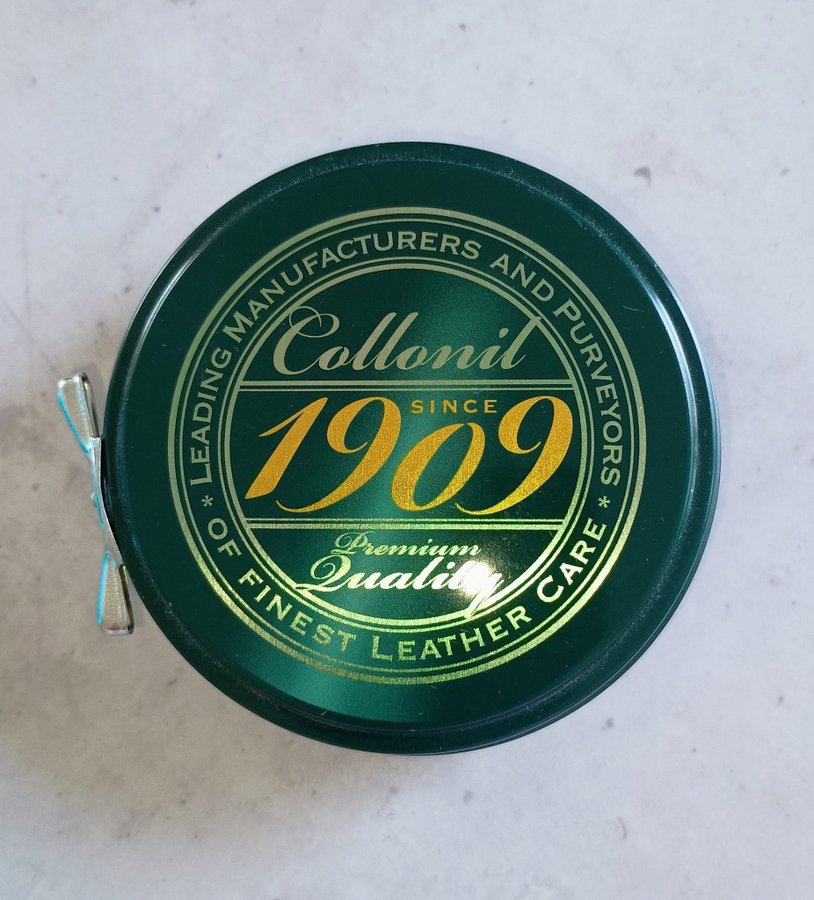 LEADING MANUFACTURERS AND PURVEYORS
* OF FINEST LEATHER CARE *
Collonil
SINCE
1909
Premium
Quality